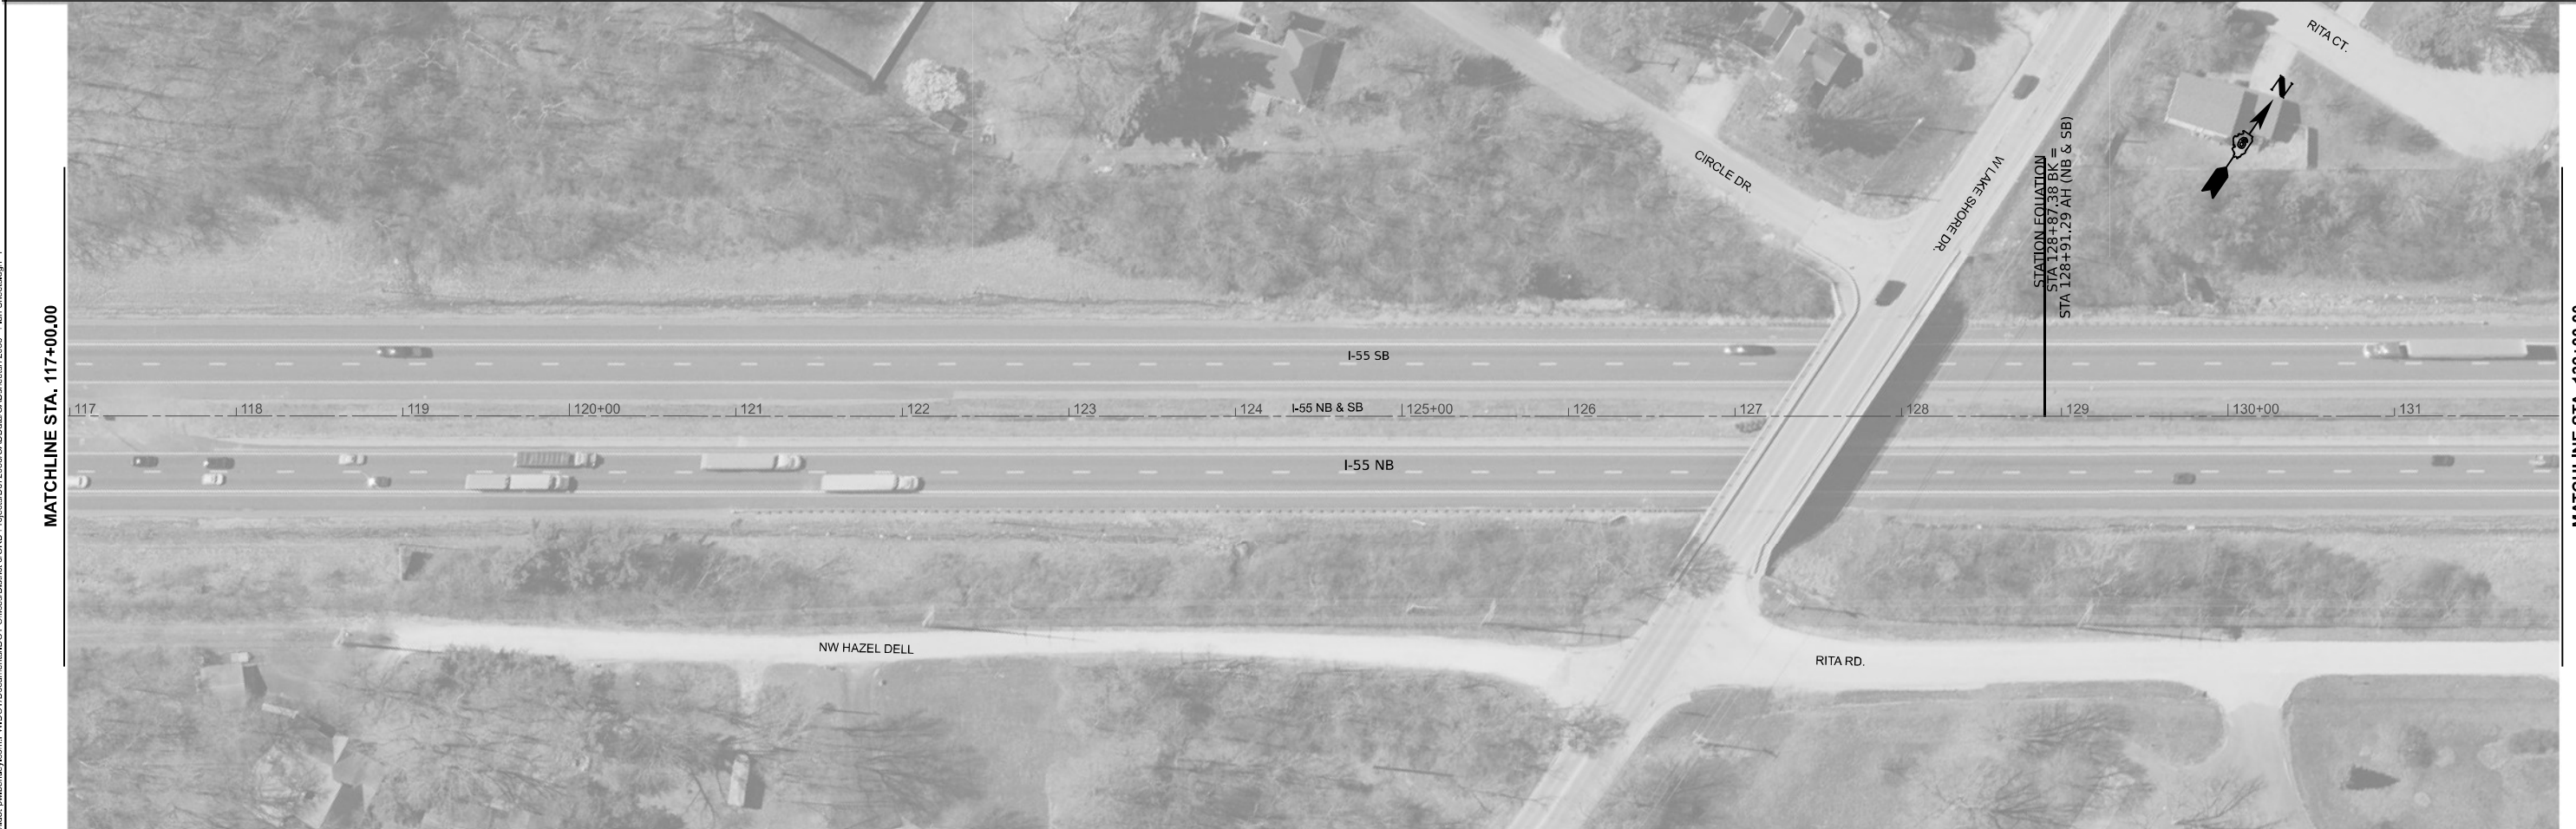 RITA CT.
N
CIRCLE DR.
W LAKE SHORE DR.
STATION EQUATION
STA 128+87.38 BK =
STA 128+91.29 AH (NB & SB)
MATCHLINE STA. 117+00.00
I-55 SB
117 118 119 120+00 121 122 123 124 I-55 NB & SB 125+00 126 127 128 129 130+00 131
I-55 NB
NW HAZEL DELL
RITA RD.